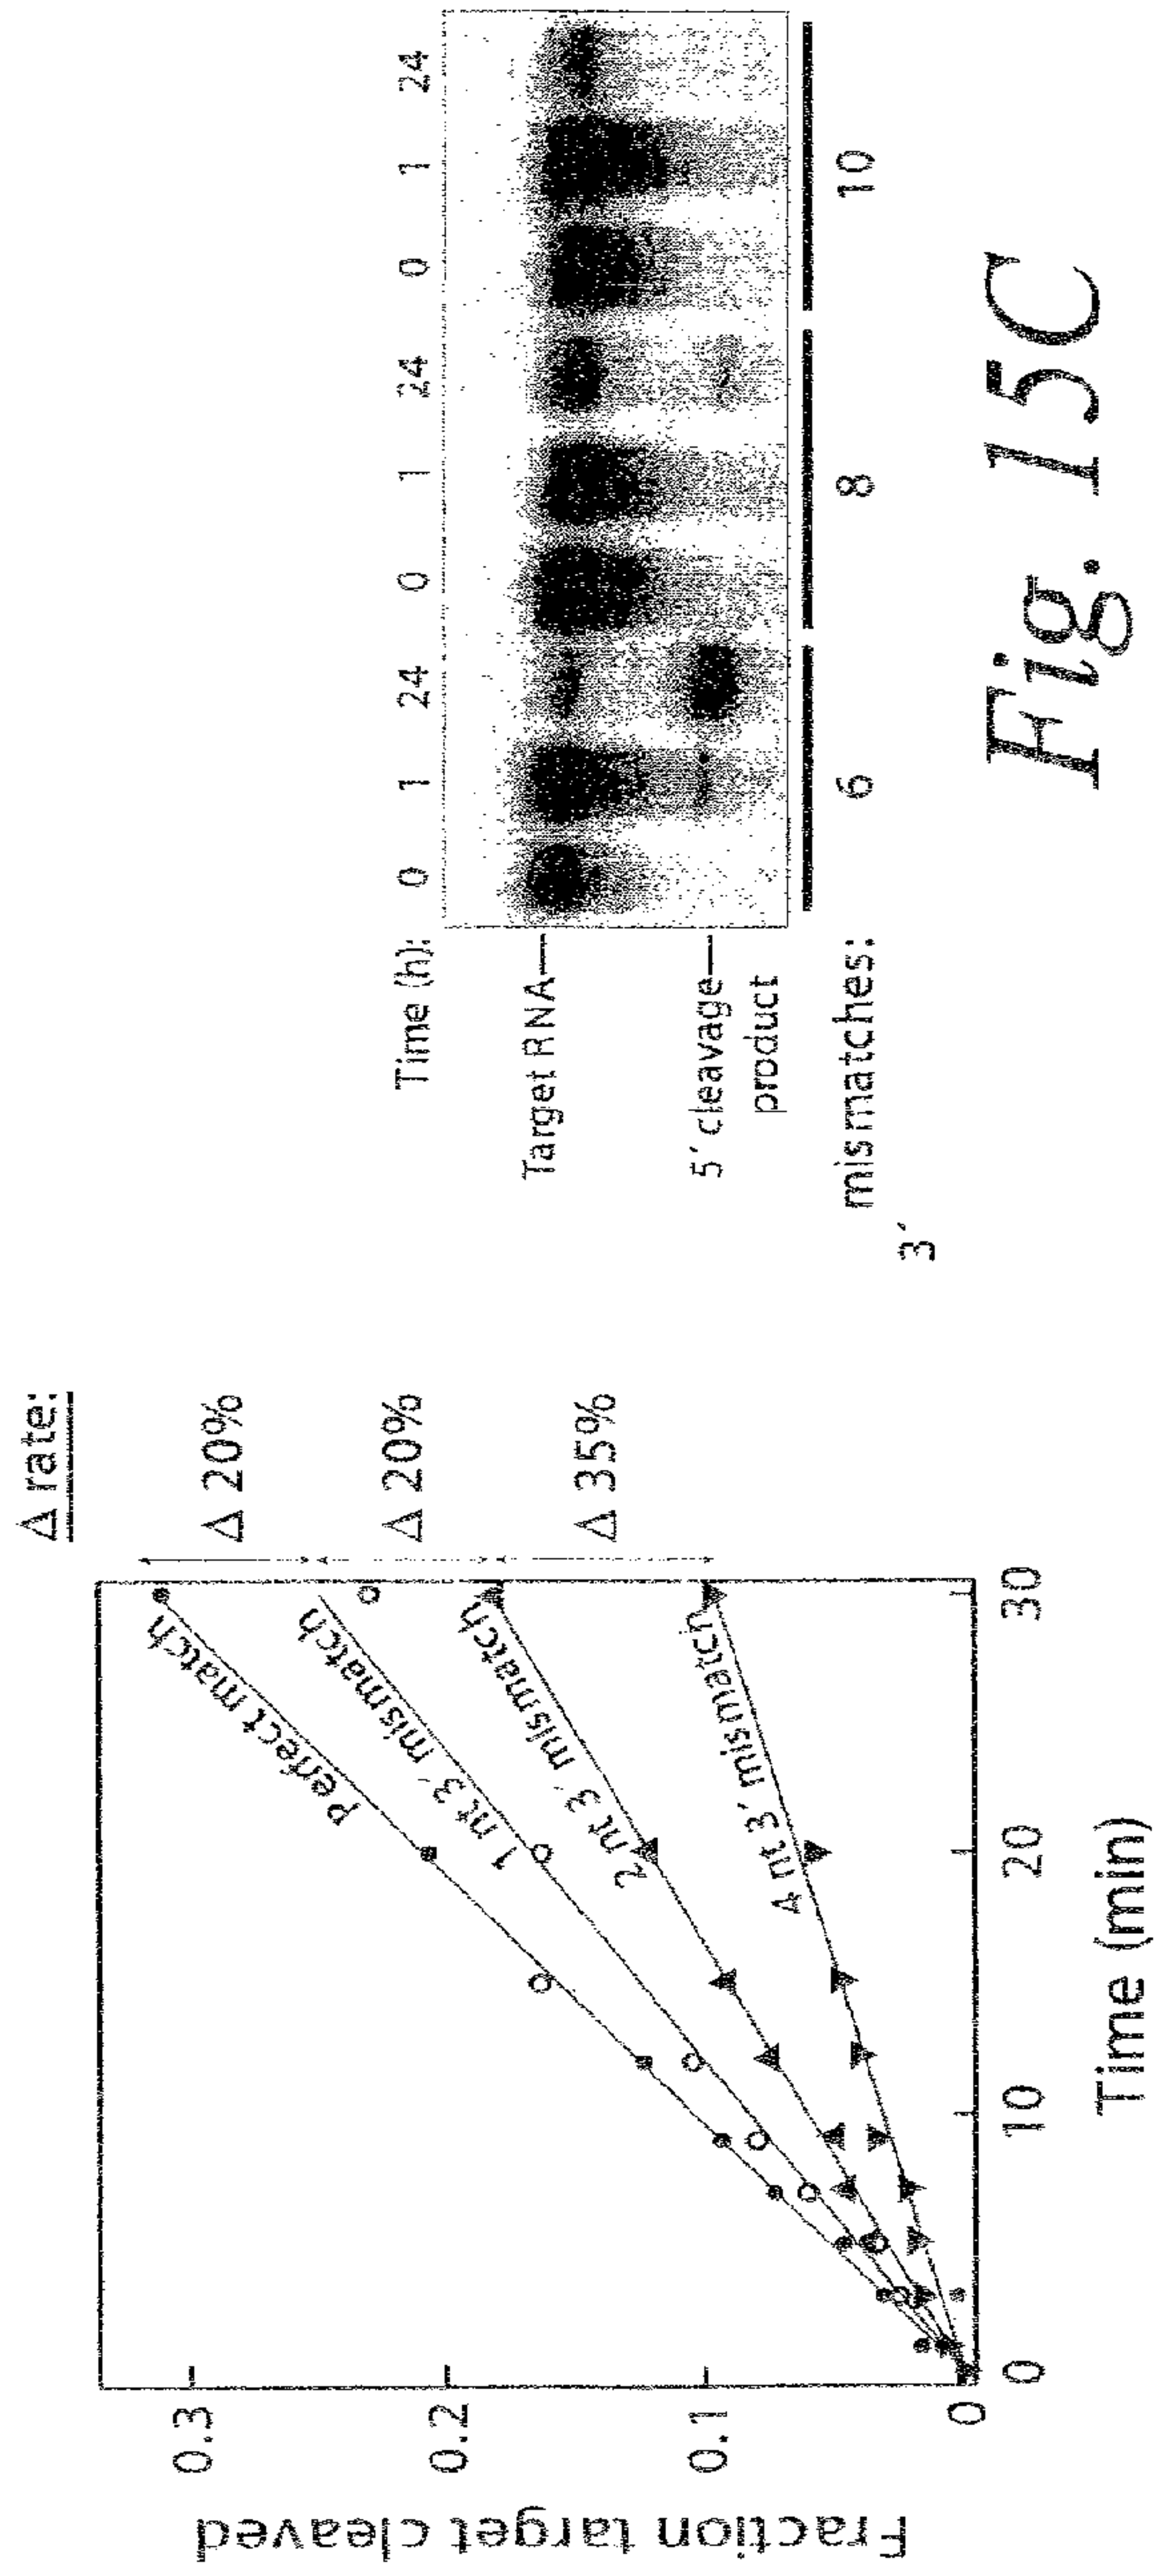 Fraction target cleaved
0.3
0.2
0.1
0
0
10
20
30
Time (min)
Perfect match
1 nt 3´ mismatch
2 nt 3´ mismatch
4 nt 3´ mismatch
Δ rate:
Δ 20%
Δ 20%
Δ 35%
Time (h): 0 1 24 0 1 24 0 1 24
Target RNA
5´ cleavage
product
mismatches: 6 8 10
3´
Fig. 15C